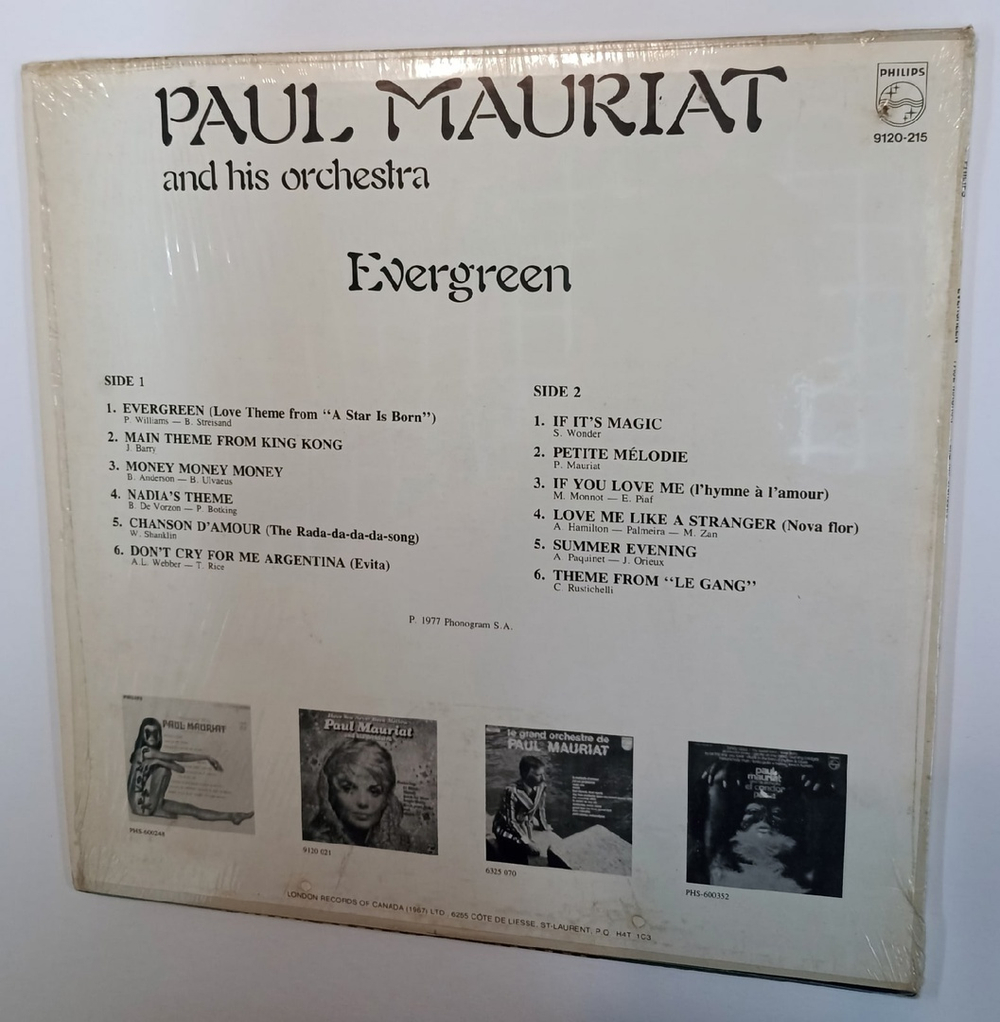 PAUL MAURIAT
and his orchestra
PHILIPS
9120-215
Evergreen
SIDE 1
1. EVERGREEN (Love Theme from “A Star Is Born”)
P. Williams — B. Streisand
2. MAIN THEME FROM KING KONG
J. Barry
3. MONEY MONEY MONEY
B. Anderson — B. Ulvaeus
4. NADIA’S THEME
B. De Vorzon — P. Botking
5. CHANSON D’AMOUR (The Rada-da-da-da-song)
W. Shanklin
6. DON’T CRY FOR ME ARGENTINA (Evita)
A.L. Webber — T. Rice
SIDE 2
1. IF IT’S MAGIC
S. Wonder
2. PETITE MÉLODIE
P. Mauriat
3. IF YOU LOVE ME (l’hymne à l’amour)
M. Monnot — E. Piaf
4. LOVE ME LIKE A STRANGER (Nova flor)
A. Hamilton — Palmeira — M. Zan
5. SUMMER EVENING
A. Paquinet — J. Orieux
6. THEME FROM “LE GANG”
C. Rustichelli
P. 1977 Phonogram S.A.
PHILIPS
PAUL MAURIAT
PHS-600248
Paul Mauriat
9120 021
le grand orchestre de
PAUL MAURIAT
6325 070
paul
mauriat
el condor
PHS-600352
LONDON RECORDS OF CANADA (1967) LTD., 6265 CÔTE DE LIESSE, ST-LAURENT, P.Q. H4T 1C3